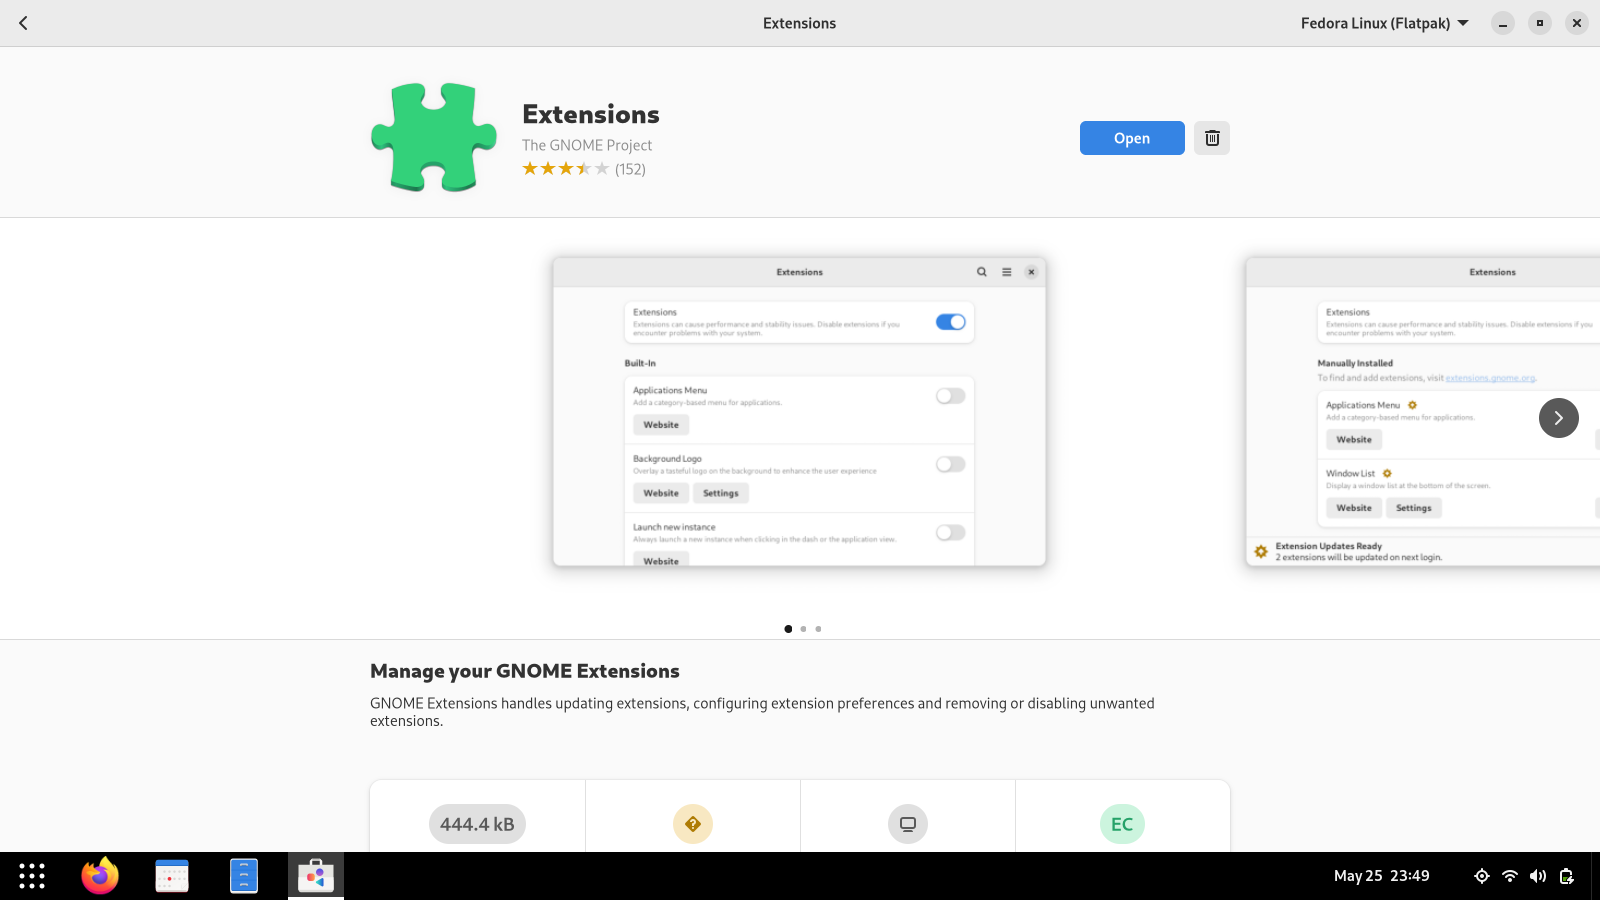 Extensions
Fedora Linux (Flatpak)
Extensions
The GNOME Project
(152)
Open
Extensions
Extensions
Extensions can cause performance and stability issues. Disable extensions if you
encounter problems with your system.
Built-In
Applications Menu
Add a category-based menu for applications.
Website
Background Logo
Overlay a tasteful logo on the background to enhance the user experience
Website
Settings
Launch new instance
Always launch a new instance when clicking in the dash or the application view.
Website
Extensions
Extensions
Extensions can cause performance and stability issues. Disable extensions if you
encounter problems with your system.
Manually Installed
To find and add extensions, visit extensions.gnome.org.
Applications Menu
Add a category-based menu for applications.
Website
Window List
Display a window list at the bottom of the screen.
Website
Settings
Extension Updates Ready
2 extensions will be updated on next login.
Manage your GNOME Extensions
GNOME Extensions handles updating extensions, configuring extension preferences and removing or disabling unwanted
extensions.
444.4 kB
EC
May 25 23:49